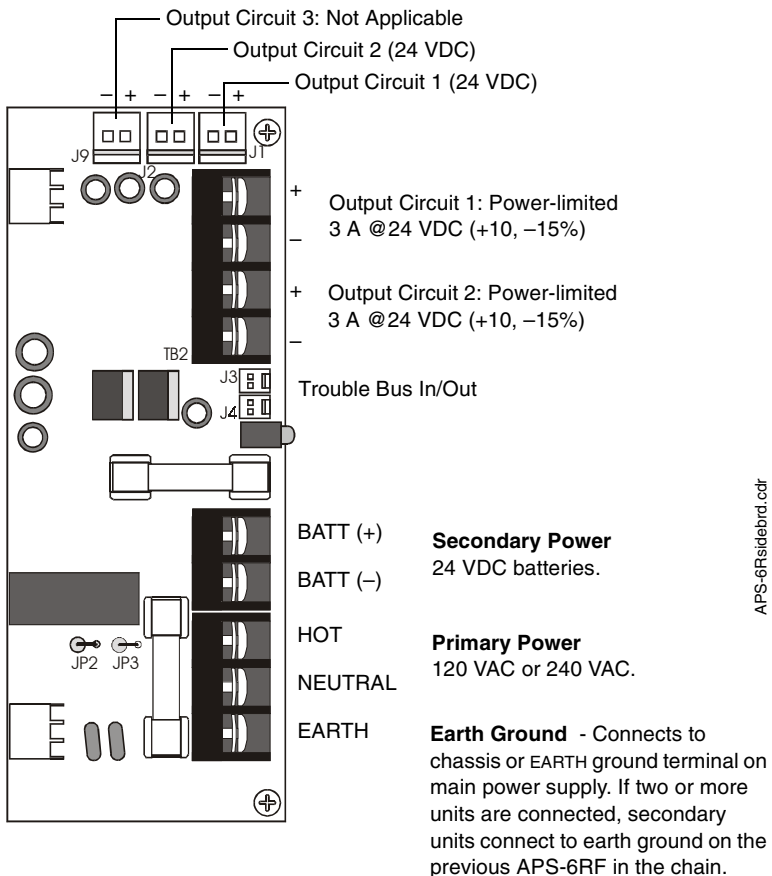 Output Circuit 3: Not Applicable
Output Circuit 2 (24 VDC)
Output Circuit 1 (24 VDC)
– + – + – +
J9
J2
J1
+
Output Circuit 1: Power-limited
3 A @24 VDC (+10, –15%)
–
+
Output Circuit 2: Power-limited
3 A @24 VDC (+10, –15%)
–
TB2
J3
Trouble Bus In/Out
J4
BATT (+)
BATT (–)
Secondary Power
24 VDC batteries.
HOT
NEUTRAL
EARTH
Primary Power
120 VAC or 240 VAC.
JP2 JP3
Earth Ground - Connects to
chassis or EARTH ground terminal on
main power supply. If two or more
units are connected, secondary
units connect to earth ground on the
previous APS-6RF in the chain.
APS-6Rsidebrd.cdr